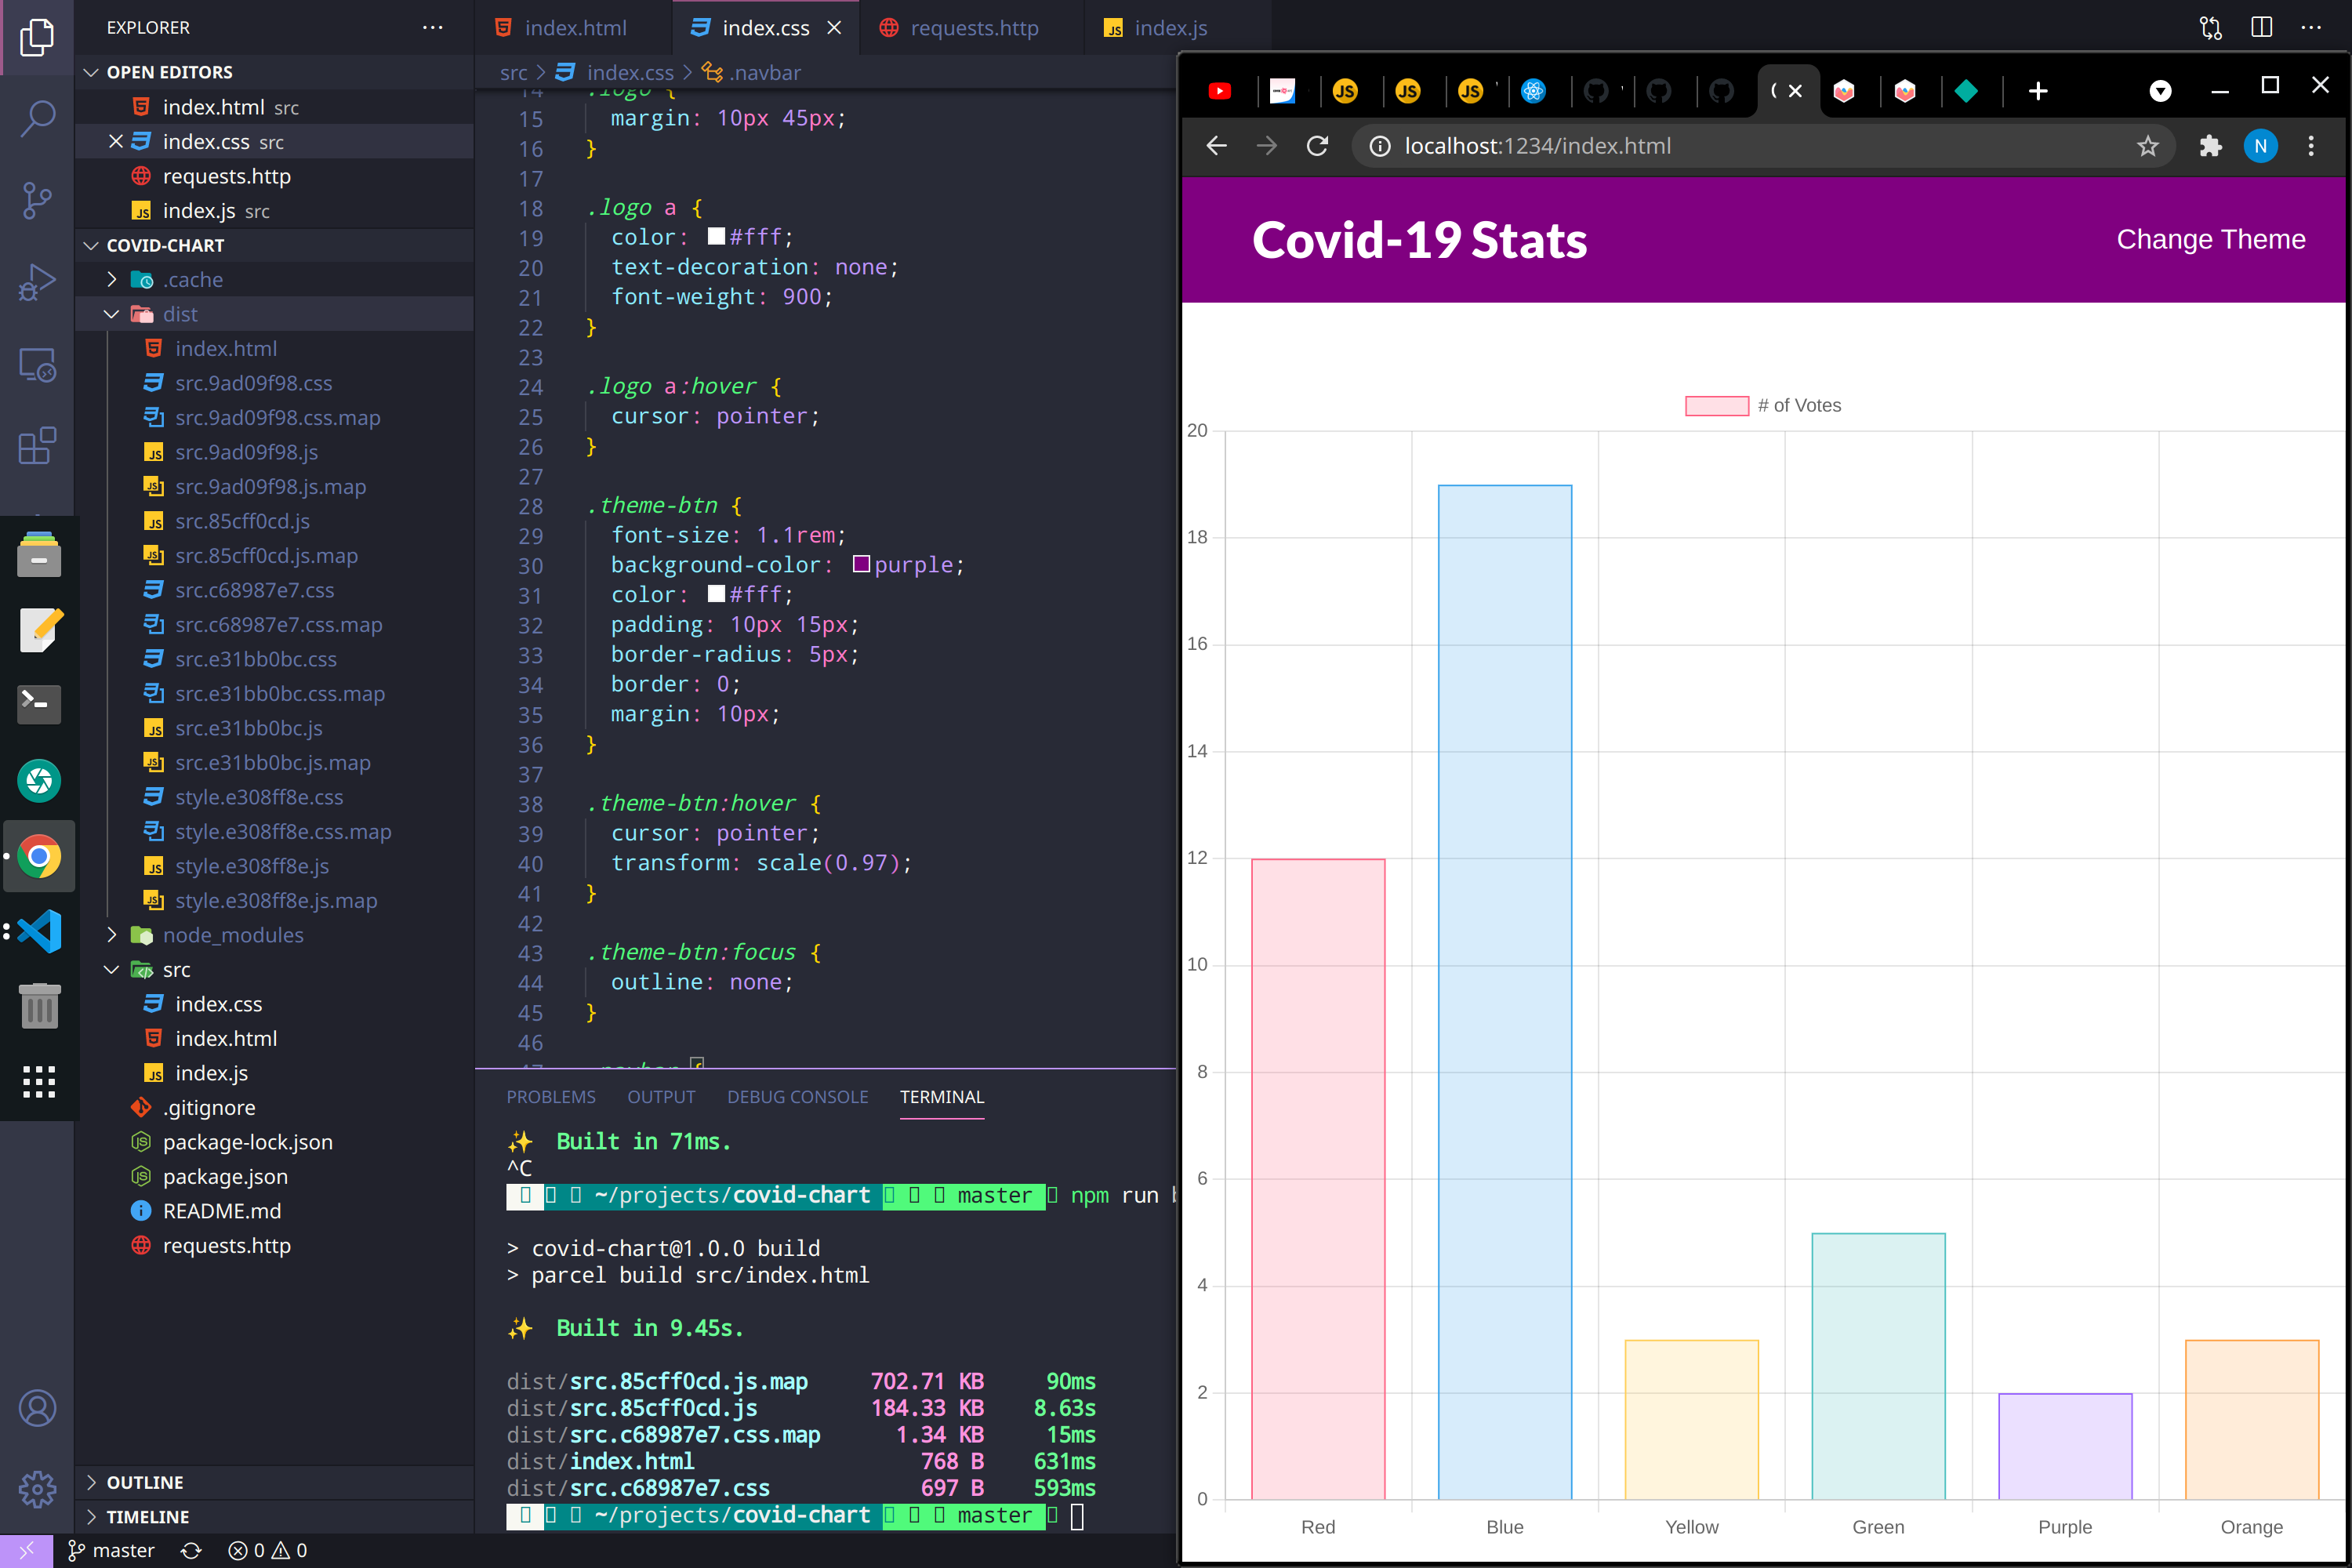 EXPLORER
OPEN EDITORS
index.html src
index.css src
requests.http
index.js src
COVID-CHART
.cache
dist
index.html
src.9ad09f98.css
src.9ad09f98.css.map
src.9ad09f98.js
src.9ad09f98.js.map
src.85cff0cd.js
src.85cff0cd.js.map
src.c68987e7.css
src.c68987e7.css.map
src.e31bb0bc.css
src.e31bb0bc.css.map
src.e31bb0bc.js
src.e31bb0bc.js.map
style.e308ff8e.css
style.e308ff8e.css.map
style.e308ff8e.js
style.e308ff8e.js.map
node_modules
src
index.css
index.html
index.js
.gitignore
package-lock.json
package.json
README.md
requests.http
OUTLINE
TIMELINE
master 0 0
index.html index.css requests.http index.js
src > index.css > .navbar
14 .logo {
15 margin: 10px 45px;
16 }
17
18 .logo a {
19 color: #fff;
20 text-decoration: none;
21 font-weight: 900;
22 }
23
24 .logo a:hover {
25 cursor: pointer;
26 }
27
28 .theme-btn {
29 font-size: 1.1rem;
30 background-color: purple;
31 color: #fff;
32 padding: 10px 15px;
33 border-radius: 5px;
34 border: 0;
35 margin: 10px;
36 }
37
38 .theme-btn:hover {
39 cursor: pointer;
40 transform: scale(0.97);
41 }
42
43 .theme-btn:focus {
44 outline: none;
45 }
46
47 .navbar {
PROBLEMS OUTPUT DEBUG CONSOLE TERMINAL
✨ Built in 71ms.
^C
~/projects/covid-chart master npm run
> covid-chart@1.0.0 build
> parcel build src/index.html
✨ Built in 9.45s.
dist/src.85cff0cd.js.map 702.71 KB 90ms
dist/src.85cff0cd.js 184.33 KB 8.63s
dist/src.c68987e7.css.map 1.34 KB 15ms
dist/index.html 768 B 631ms
dist/src.c68987e7.css 697 B 593ms
~/projects/covid-chart master
localhost:1234/index.html
N
Covid-19 Stats
Change Theme
# of Votes
20
18
16
14
12
10
8
6
4
2
0
Red Blue Yellow Green Purple Orange